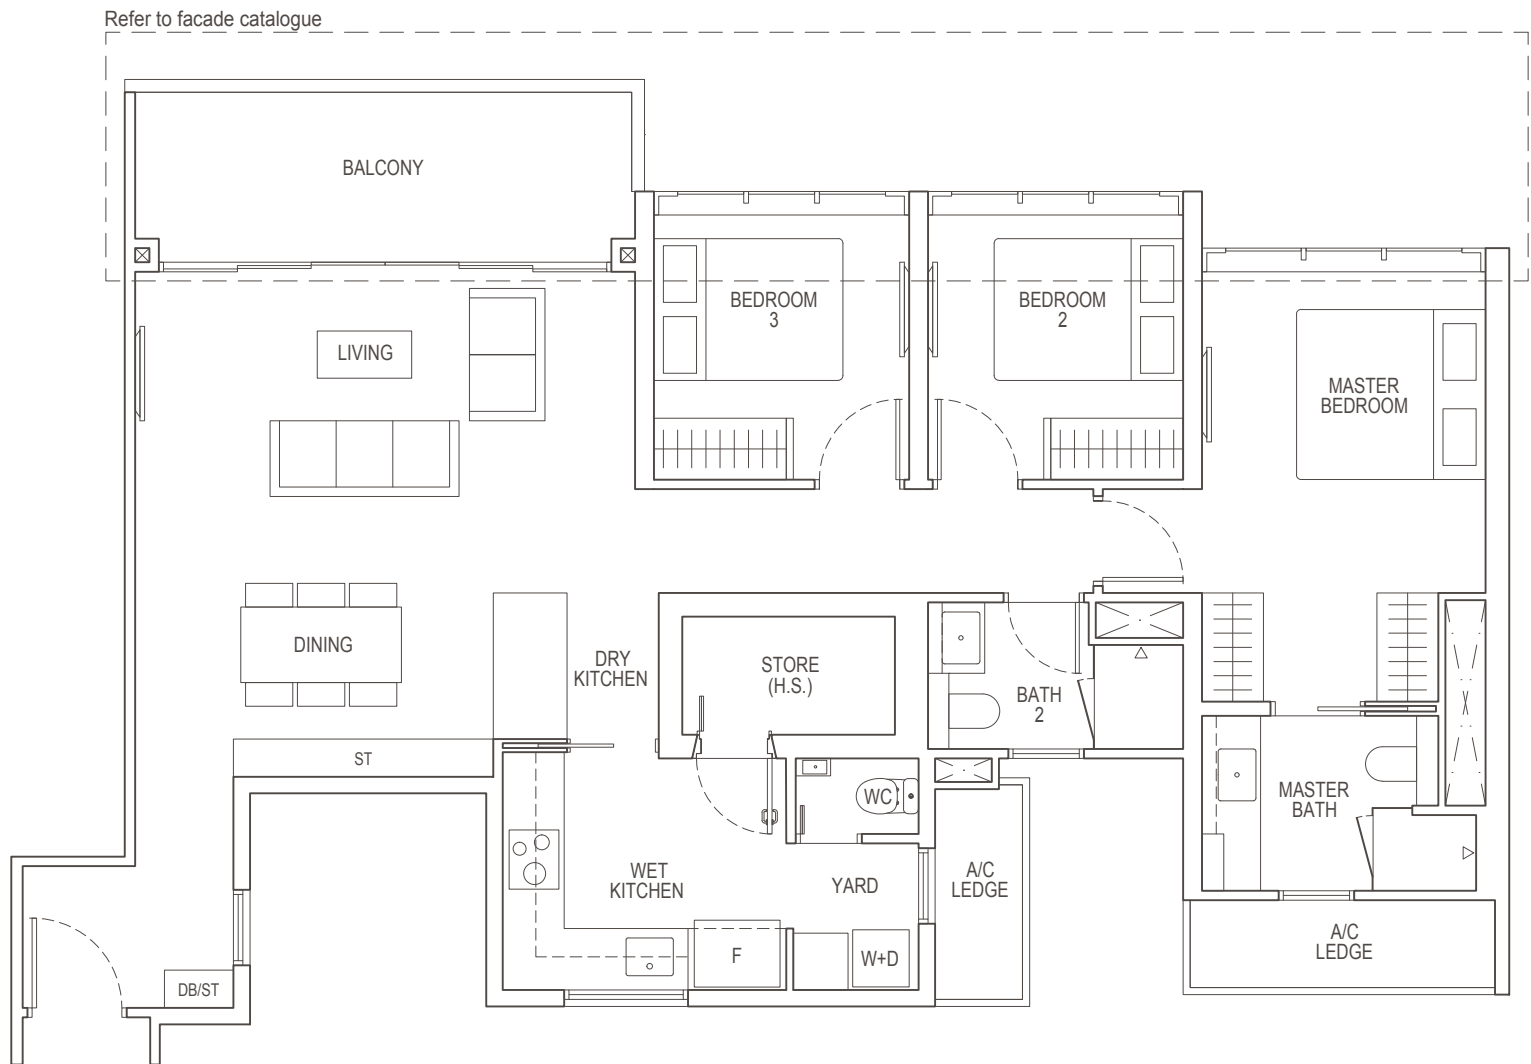 Refer to facade catalogue
BALCONY
BEDROOM
3
BEDROOM
2
LIVING
MASTER
BEDROOM
DINING
DRY
KITCHEN
STORE
(H.S.)
BATH
2
ST
WC
MASTER
BATH
WET
KITCHEN
YARD
A/C
LEDGE
F
W+D
A/C
LEDGE
DB/ST